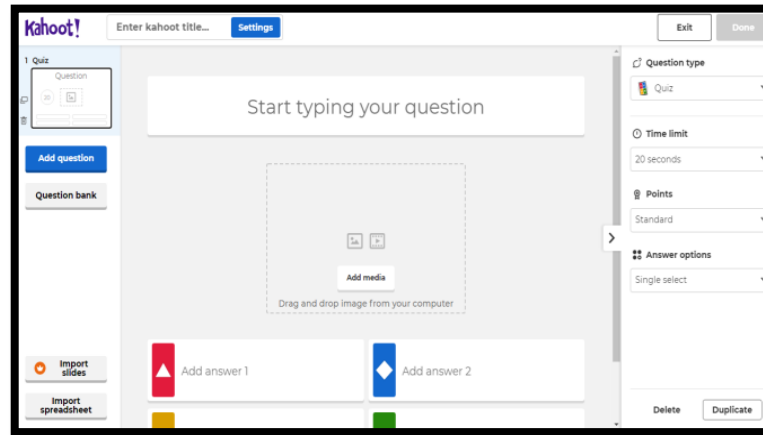 Kahoot!
Enter kahoot title...
Settings
Exit
Done
1 Quiz
Question
20
Add question
Question bank
Import slides
Import spreadsheet
Start typing your question
Add media
Drag and drop image from your computer
Add answer 1
Add answer 2
Question type
Quiz
Time limit
20 seconds
Points
Standard
Answer options
Single select
Delete
Duplicate